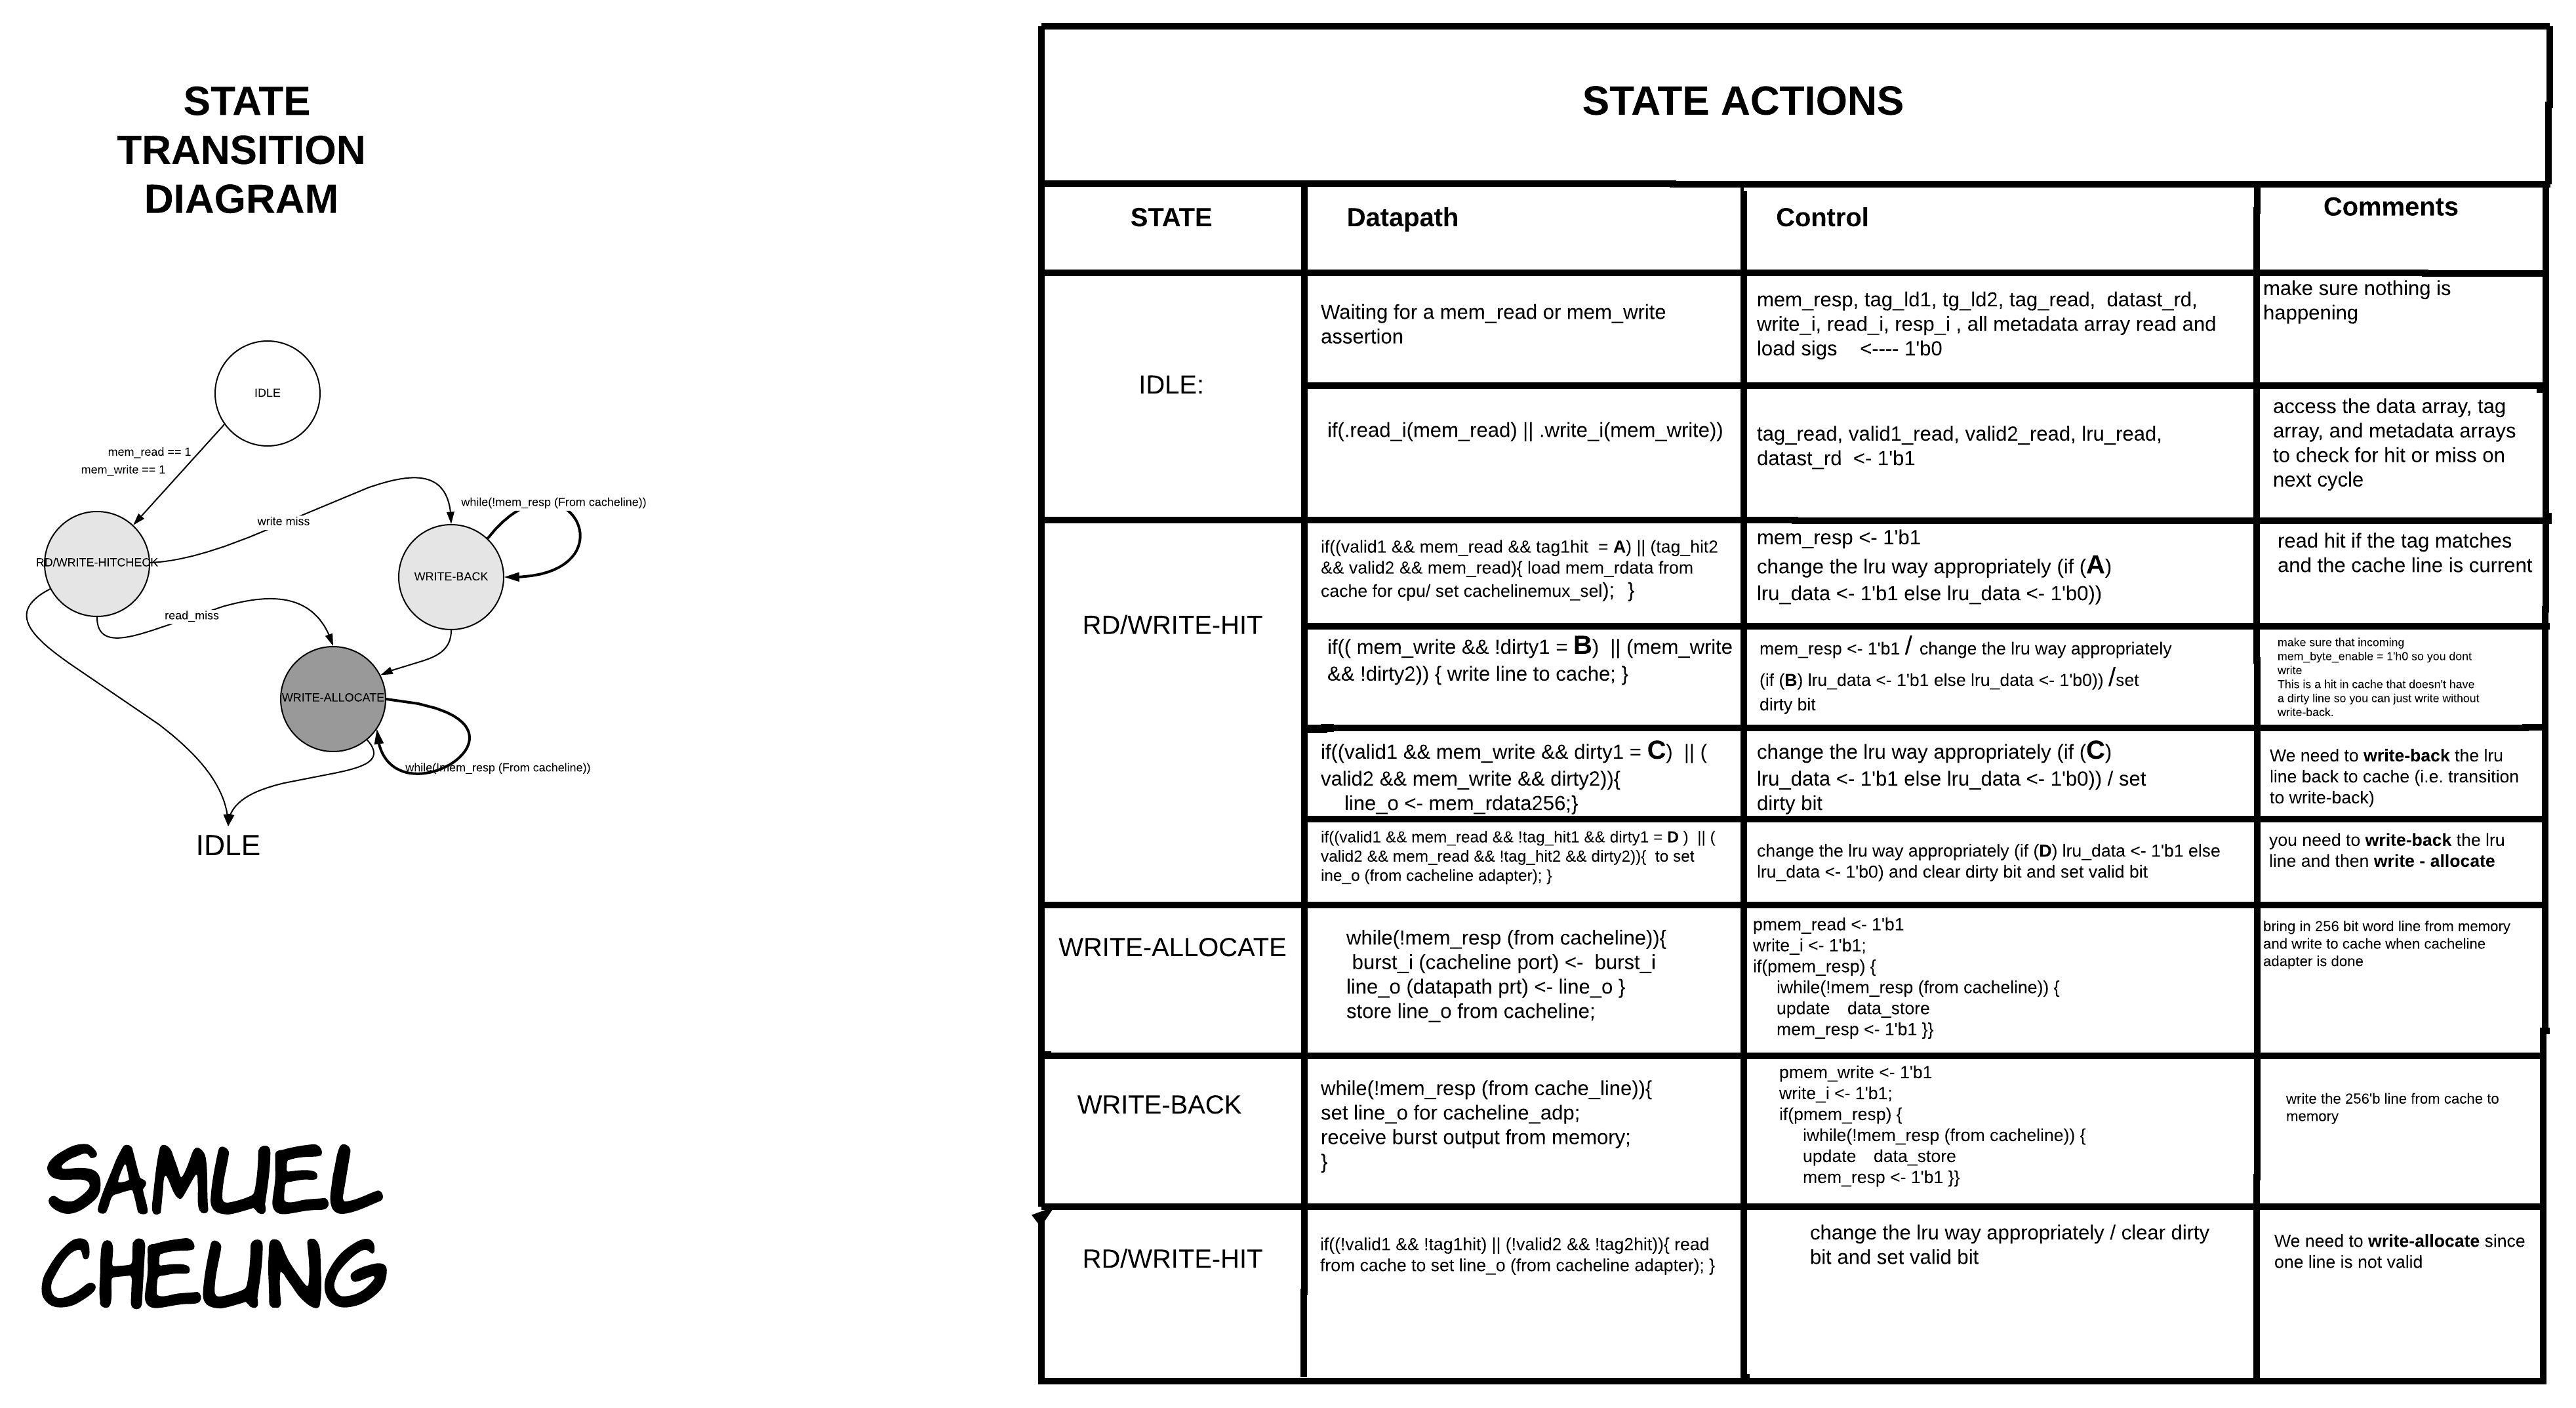 STATE
TRANSITION
DIAGRAM
IDLE
mem_read == 1
mem_write == 1
write miss
while(!mem_resp (From cacheline))
RD/WRITE-HITCHECK
WRITE-BACK
read_miss
WRITE-ALLOCATE
while(!mem_resp (From cacheline))
IDLE
SAMUEL
CHEUNG
STATE ACTIONS
STATE
Datapath
Control
Comments
IDLE:
Waiting for a mem_read or mem_write
assertion
mem_resp, tag_ld1, tg_ld2, tag_read,  datast_rd,
write_i, read_i, resp_i , all metadata array read and
load sigs    <---- 1'b0
make sure nothing is
happening
if(.read_i(mem_read) || .write_i(mem_write))
tag_read, valid1_read, valid2_read, lru_read,
datast_rd  <- 1'b1
access the data array, tag
array, and metadata arrays
to check for hit or miss on
next cycle
RD/WRITE-HIT
if((valid1 && mem_read && tag1hit  = A) || (tag_hit2
&& valid2 && mem_read){ load mem_rdata from
cache for cpu/ set cachelinemux_sel);  }
mem_resp <- 1'b1
change the lru way appropriately (if (A)
lru_data <- 1'b1 else lru_data <- 1'b0))
read hit if the tag matches
and the cache line is current
if(( mem_write && !dirty1 = B)  || (mem_write
&& !dirty2)) { write line to cache; }
mem_resp <- 1'b1 / change the lru way appropriately
(if (B) lru_data <- 1'b1 else lru_data <- 1'b0)) /set
dirty bit
make sure that incoming
mem_byte_enable = 1'h0 so you dont
write
This is a hit in cache that doesn't have
a dirty line so you can just write without
write-back.
if((valid1 && mem_write && dirty1 = C)  || (
valid2 && mem_write && dirty2)){
line_o <- mem_rdata256;}
change the lru way appropriately (if (C)
lru_data <- 1'b1 else lru_data <- 1'b0)) / set
dirty bit
We need to write-back the lru
line back to cache (i.e. transition
to write-back)
if((valid1 && mem_read && !tag_hit1 && dirty1 = D )  || (
valid2 && mem_read && !tag_hit2 && dirty2)){  to set
ine_o (from cacheline adapter); }
change the lru way appropriately (if (D) lru_data <- 1'b1 else
lru_data <- 1'b0) and clear dirty bit and set valid bit
you need to write-back the lru
line and then write - allocate
WRITE-ALLOCATE
while(!mem_resp (from cacheline)){
burst_i (cacheline port) <-  burst_i
line_o (datapath prt) <- line_o }
store line_o from cacheline;
pmem_read <- 1'b1
write_i <- 1'b1;
if(pmem_resp) {
iwhile(!mem_resp (from cacheline)) {
update    data_store
mem_resp <- 1'b1 }}
bring in 256 bit word line from memory
and write to cache when cacheline
adapter is done
WRITE-BACK
while(!mem_resp (from cache_line)){
set line_o for cacheline_adp;
receive burst output from memory;
}
pmem_write <- 1'b1
write_i <- 1'b1;
if(pmem_resp) {
iwhile(!mem_resp (from cacheline)) {
update    data_store
mem_resp <- 1'b1 }}
write the 256'b line from cache to
memory
RD/WRITE-HIT
if((!valid1 && !tag1hit) || (!valid2 && !tag2hit)){ read
from cache to set line_o (from cacheline adapter); }
change the lru way appropriately / clear dirty
bit and set valid bit
We need to write-allocate since
one line is not valid